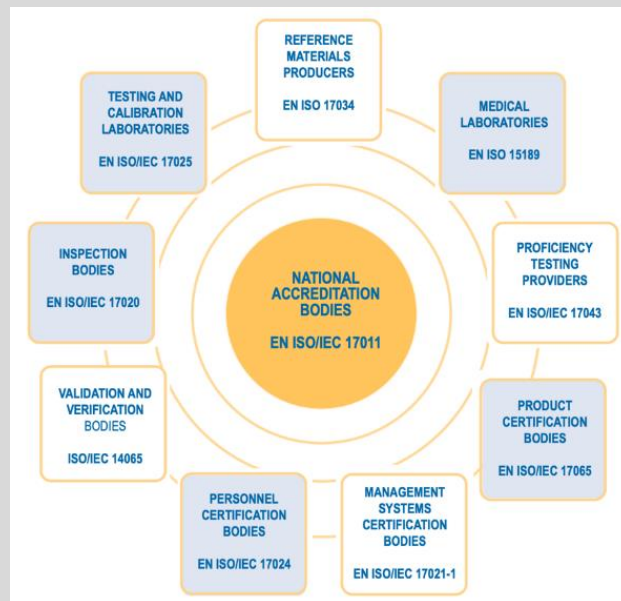 REFERENCE
MATERIALS
PRODUCERS
EN ISO 17034
TESTING AND
CALIBRATION
LABORATORIES
EN ISO/IEC 17025
MEDICAL
LABORATORIES
EN ISO 15189
INSPECTION
BODIES
EN ISO/IEC 17020
NATIONAL
ACCREDITATION
BODIES
EN ISO/IEC 17011
PROFICIENCY
TESTING
PROVIDERS
EN ISO/IEC 17043
VALIDATION AND
VERIFICATION
BODIES
ISO/IEC 14065
PRODUCT
CERTIFICATION
BODIES
EN ISO/IEC 17065
PERSONNEL
CERTIFICATION
BODIES
EN ISO/IEC 17024
MANAGEMENT
SYSTEMS
CERTIFICATION
BODIES
EN ISO/IEC 17021-1